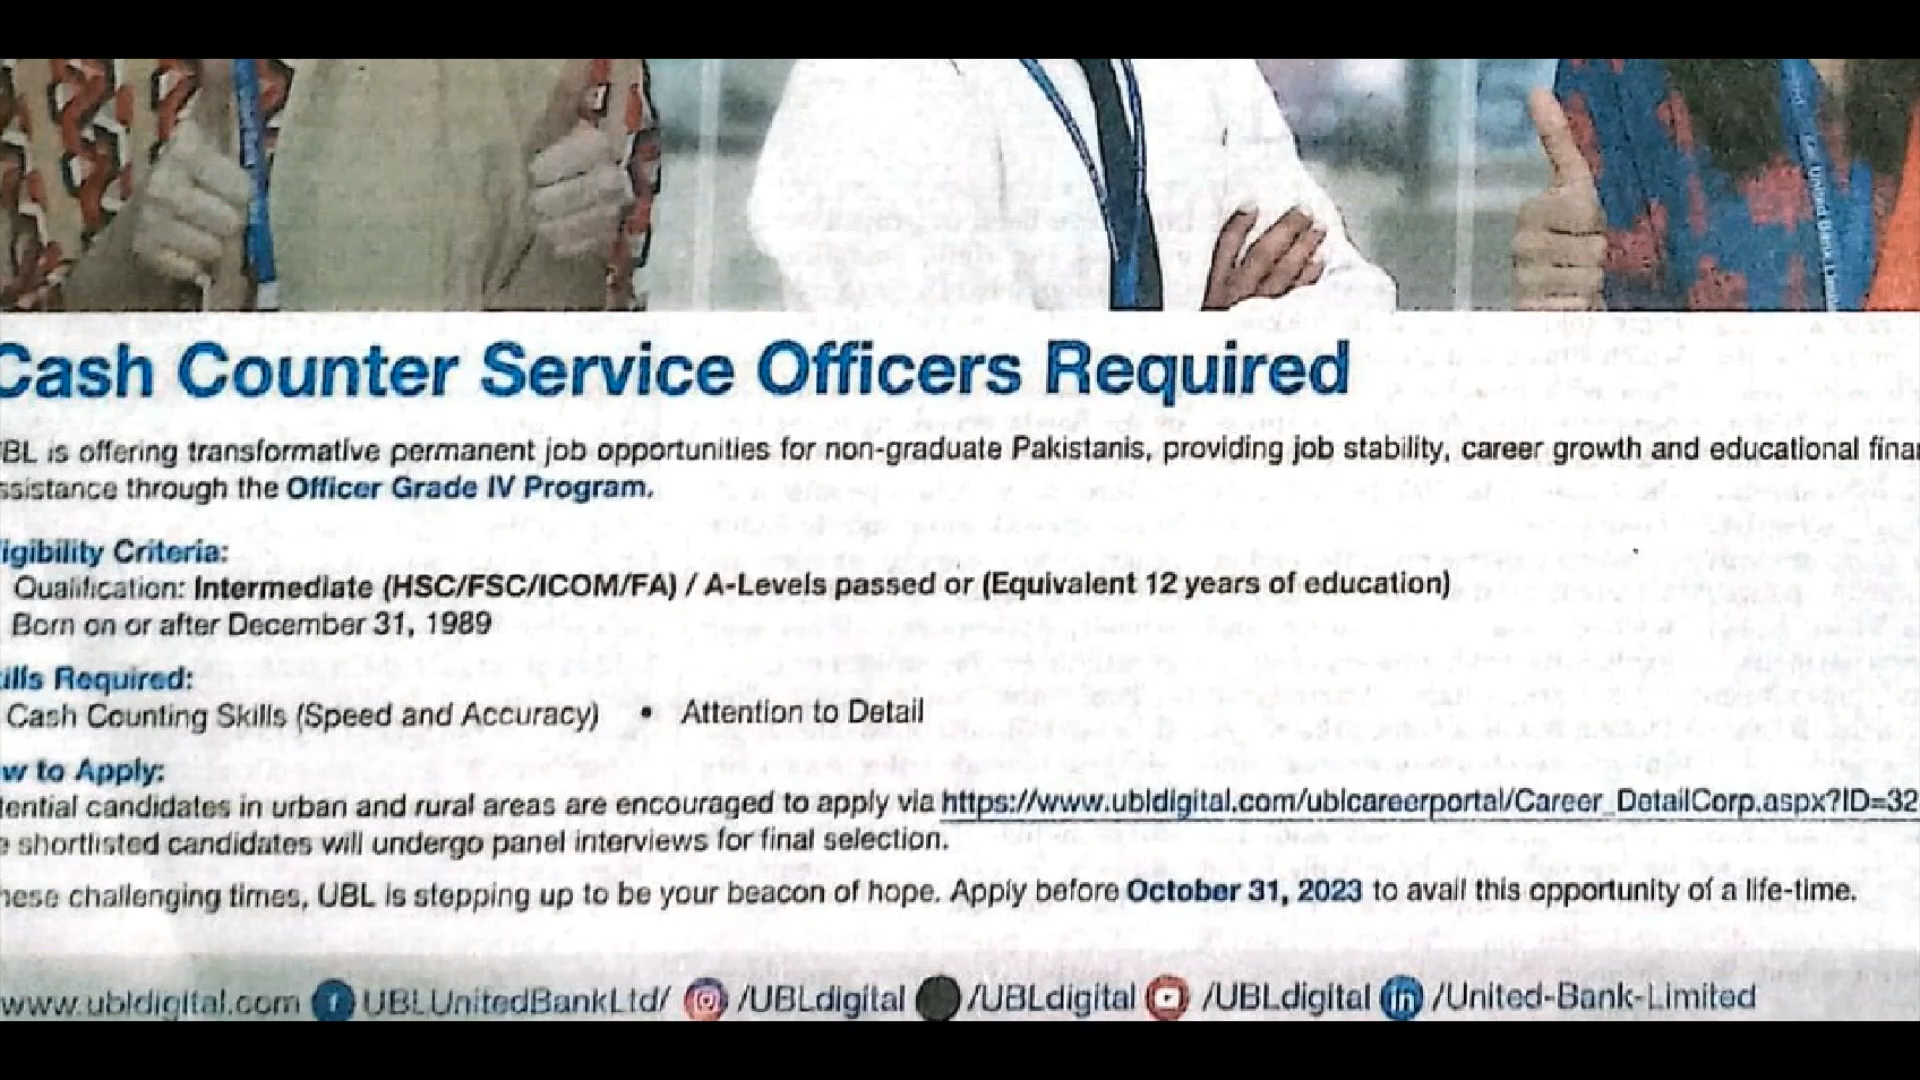 Cash Counter Service Officers Required
BL is offering transformative permanent job opportunities for non-graduate Pakistanis, providing job stability, career growth and educational finan
ssistance through the Officer Grade IV Program.
igibility Criteria:
Qualification: Intermediate (HSC/FSC/ICOM/FA) / A-Levels passed or (Equivalent 12 years of education)
Born on or after December 31, 1989
ills Required:
Cash Counting Skills (Speed and Accuracy) • Attention to Detail
w to Apply:
tential candidates in urban and rural areas are encouraged to apply via https://www.ubldigital.com/ublcareerportal/Career_DetailCorp.aspx?ID=32
e shortlisted candidates will undergo panel interviews for final selection.
hese challenging times, UBL is stepping up to be your beacon of hope. Apply before October 31, 2023 to avail this opportunity of a life-time.
www.ubldigital.com UBLUnitedBankLtd/ /UBLdigital /UBLdigital /UBLdigital /United-Bank-Limited